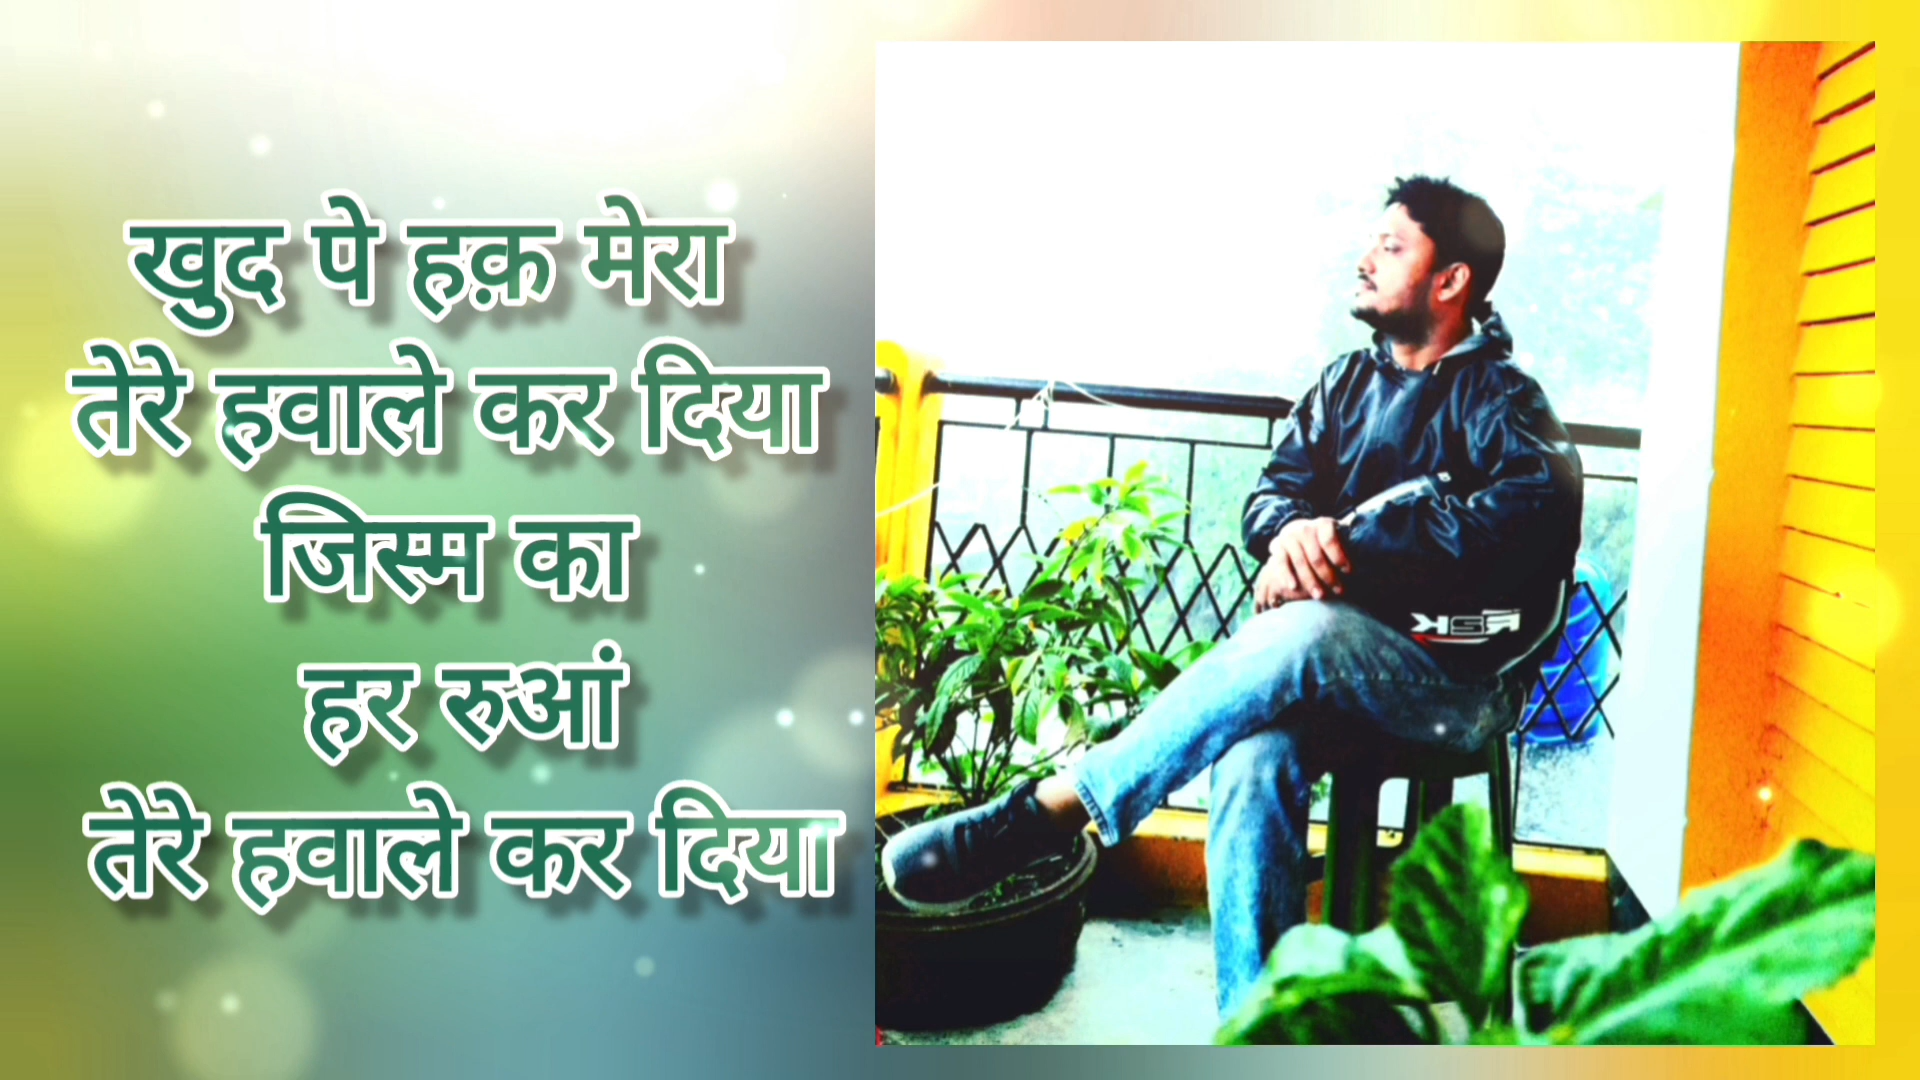 खुद पे हक़ मेरा
तेरे हवाले कर दिया
जिस्म का
हर रुआं
तेरे हवाले कर दिया